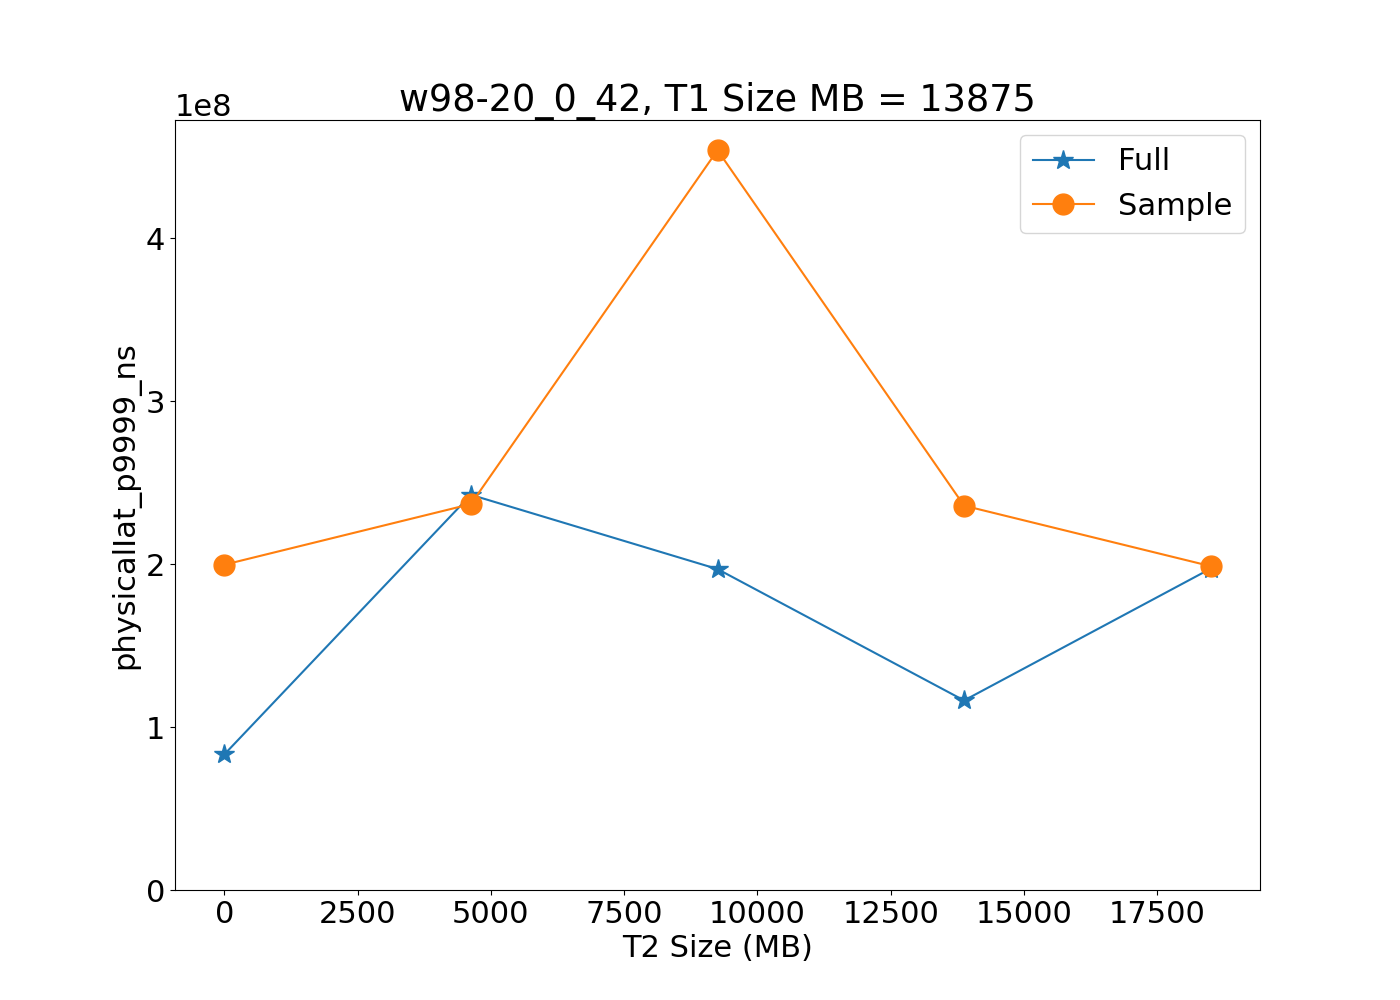 w98-20_0_42, T1 Size MB = 13875
1e8
Full
Sample
4
3
2
1
0
physicallat_p9999_ns
0 2500 5000 7500 10000 12500 15000 17500
T2 Size (MB)